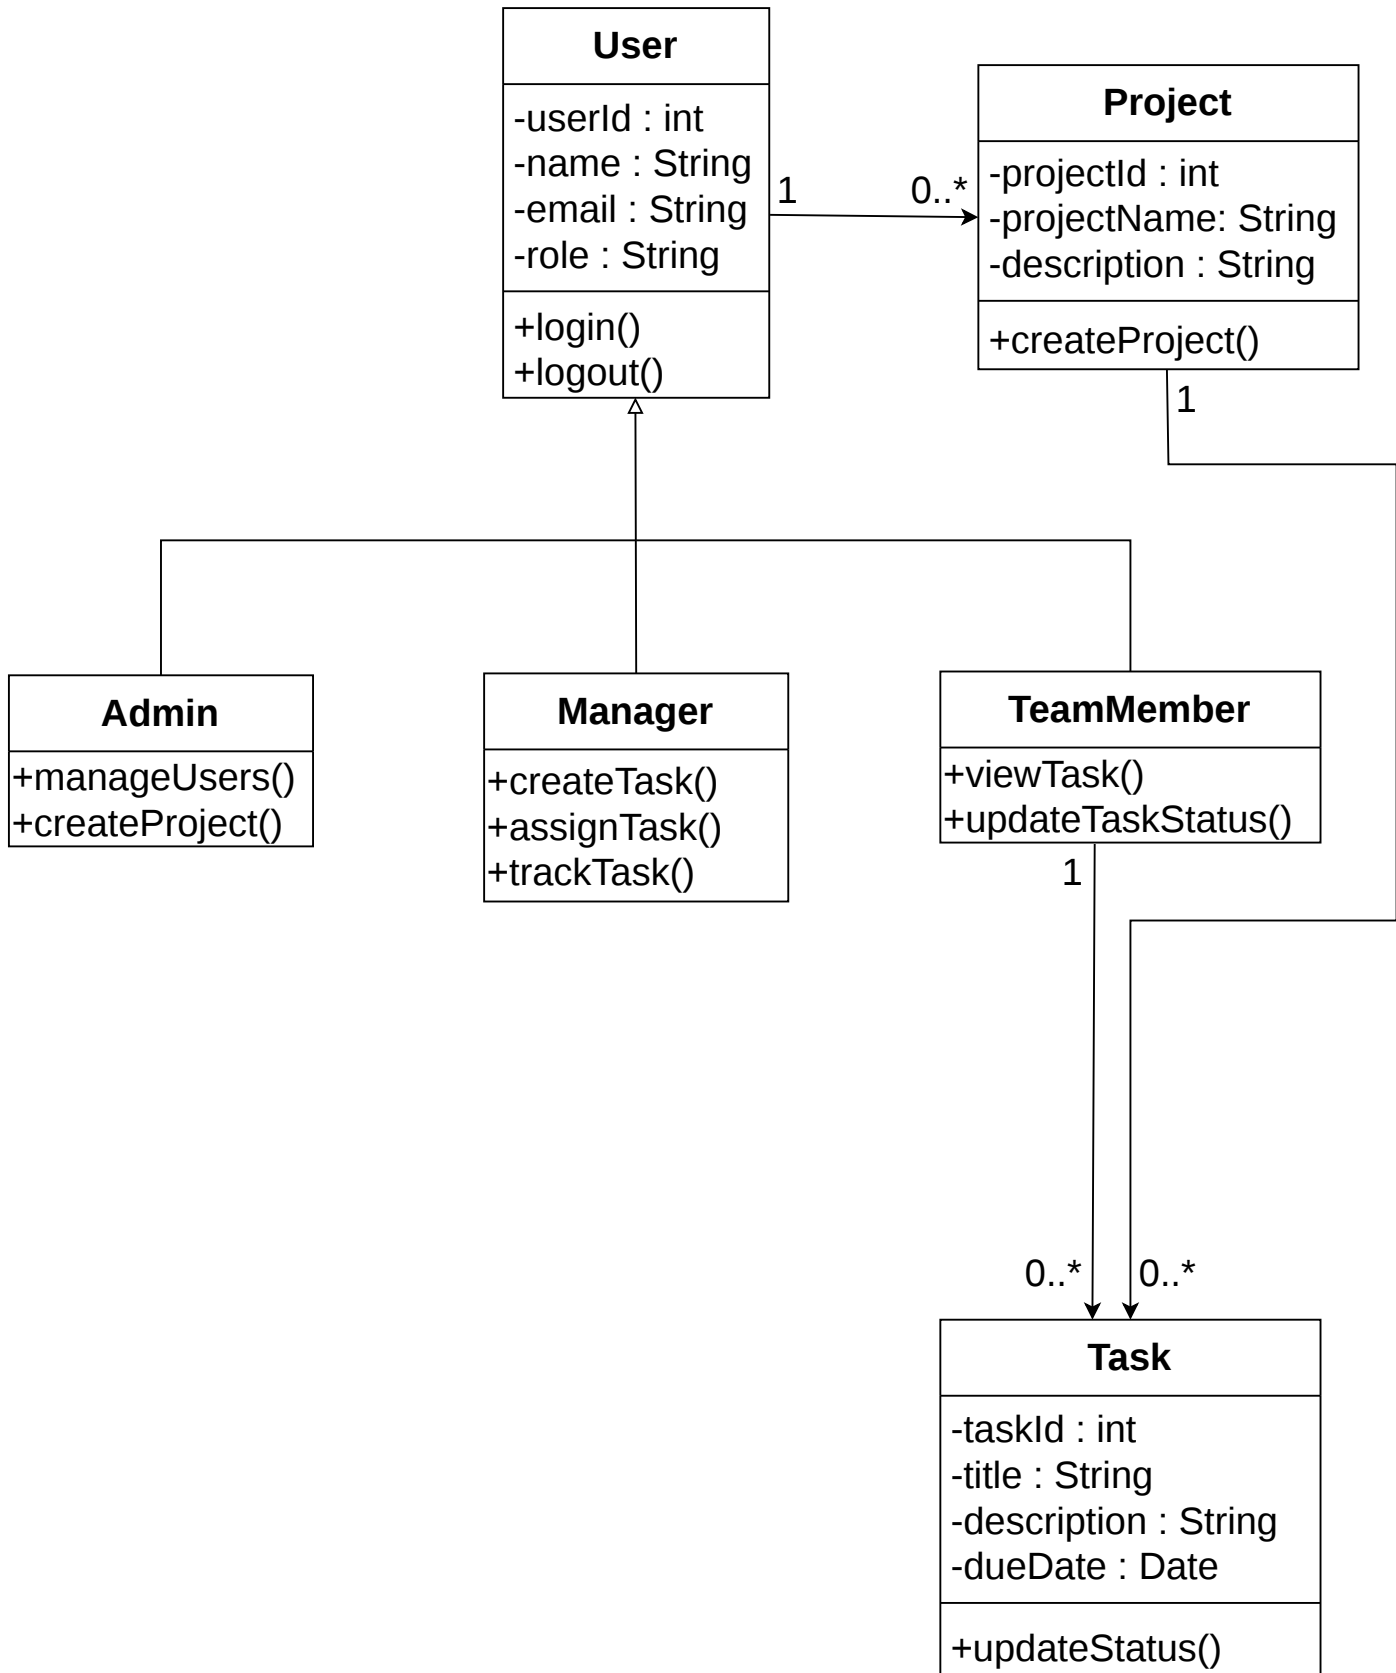 User
-userId : int
-name : String
-email : String
-role : String
+login()
+logout()
1
0..*
Project
-projectId : int
-projectName: String
-description : String
+createProject()
1
Admin
+manageUsers()
+createProject()
Manager
+createTask()
+assignTask()
+trackTask()
TeamMember
+viewTask()
+updateTaskStatus()
1
0..*
0..*
Task
-taskId : int
-title : String
-description : String
-dueDate : Date
+updateStatus()